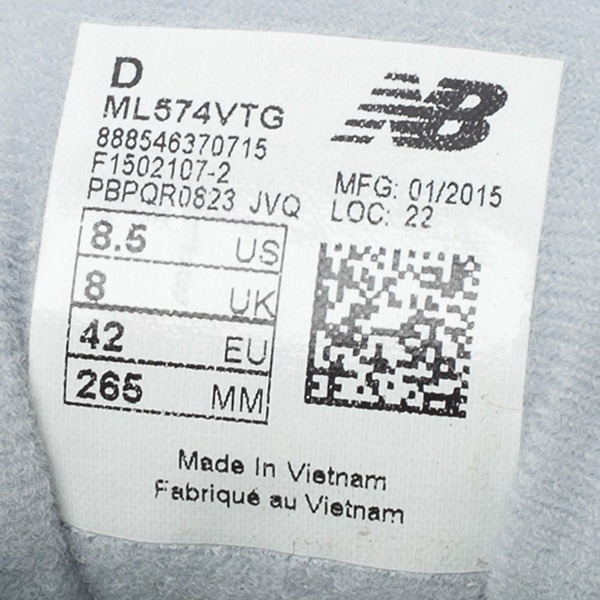 D
ML574VTG
888546370715
F1502107-2
PBPQR0823 JVQ
NB
MFG: 01/2015
LOC: 22
8.5 US
8 UK
42 EU
265 MM
Made In Vietnam
Fabriqué au Vietnam